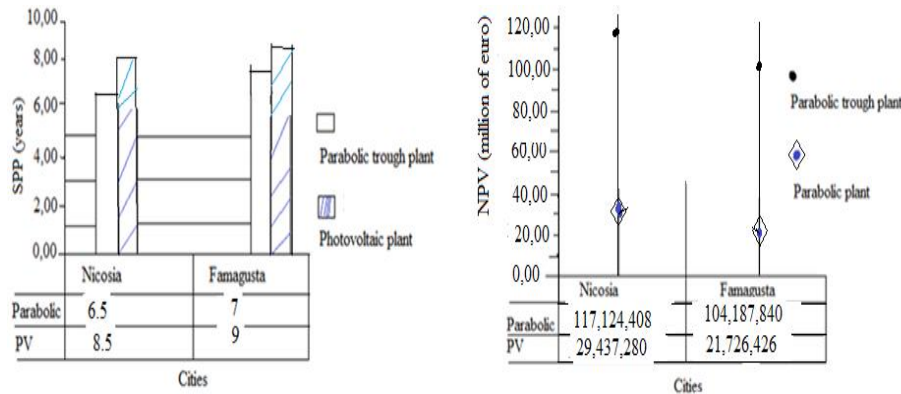 10,00
8,00
6,00
4,00
2,00
0,00
SPP (years)
Parabolic trough plant
Photovoltaic plant
Nicosia Famagusta
Parabolic 6.5 7
PV 8.5 9
Cities
120,00
100,00
80,00
60,00
40,00
20,00
0,00
NPV (million of euro)
Parabolic trough plant
Parabolic plant
Nicosia Famagusta
Parabolic 117,124,408 104,187,840
PV 29,437,280 21,726,426
Cities